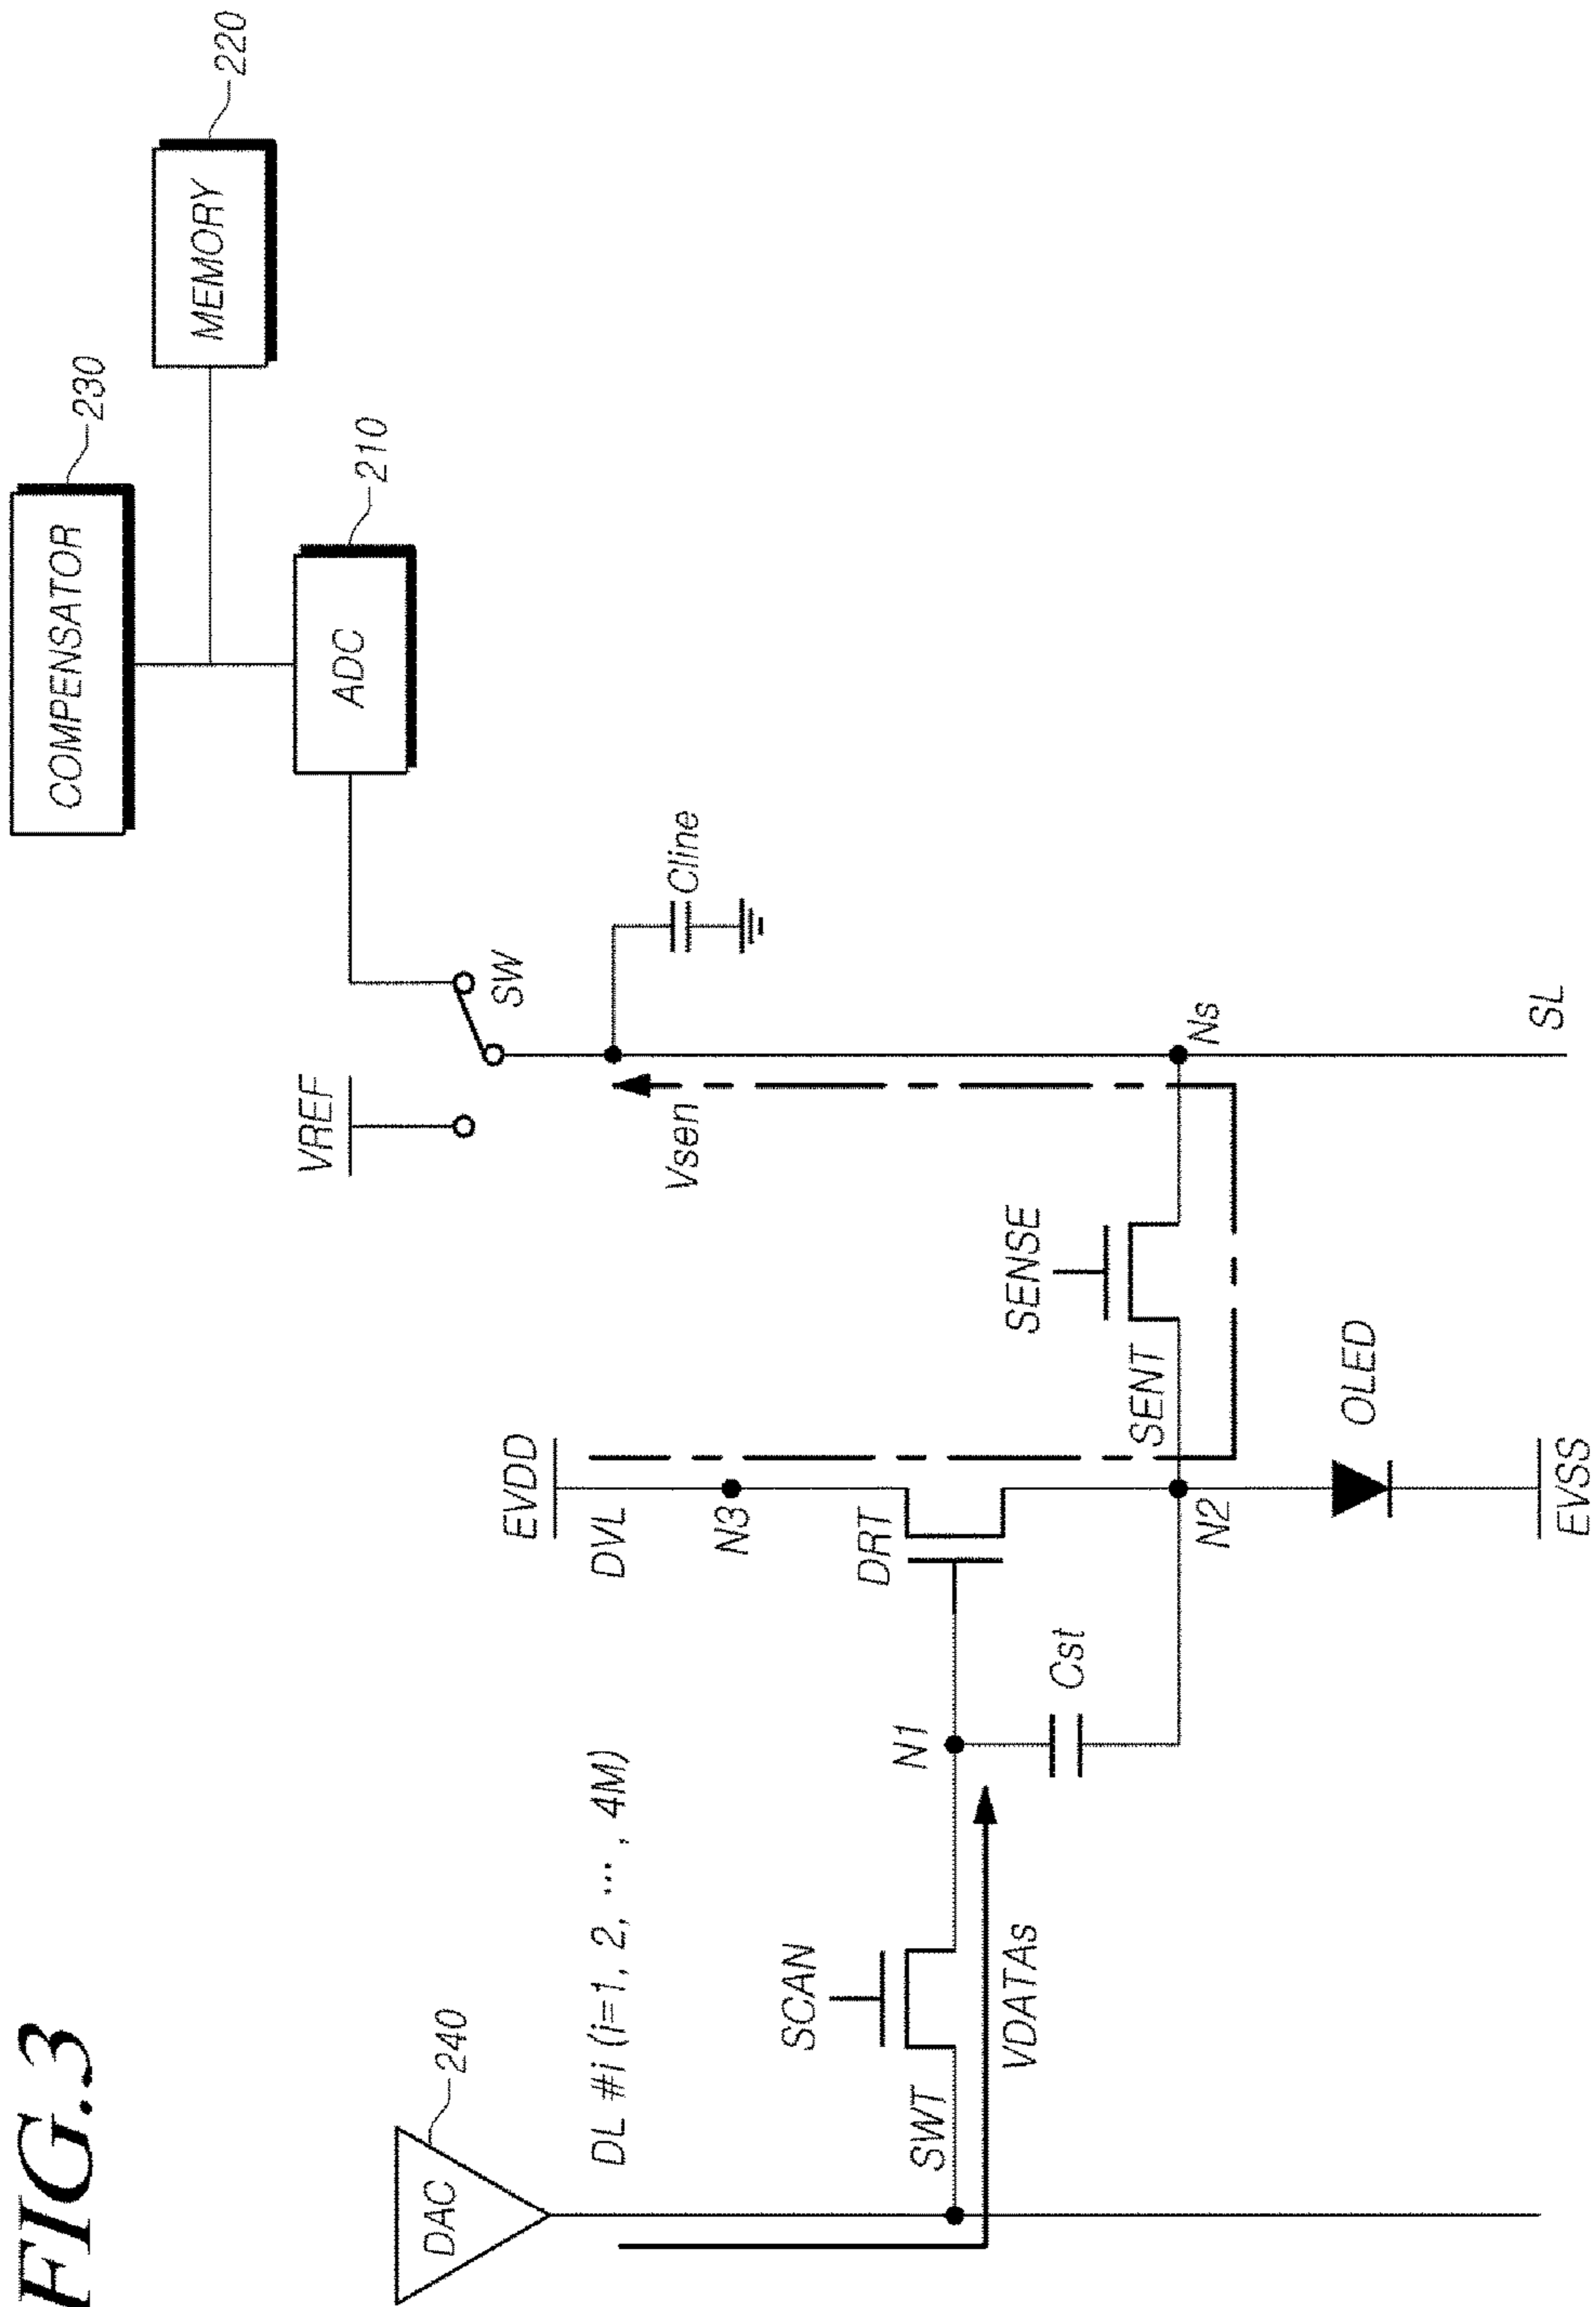 FIG.3
COMPENSATOR
230
MEMORY
220
ADC
210
DAC
240
VREF
SW
EVDD
DVL
DL #i (i=1, 2, ··· , 4M)
Vsen
Cline
N3
SCAN
SWT
N1
DRT
SENSE
SENT
VDATAs
Cst
N2
Ns
OLED
EVSS
SL